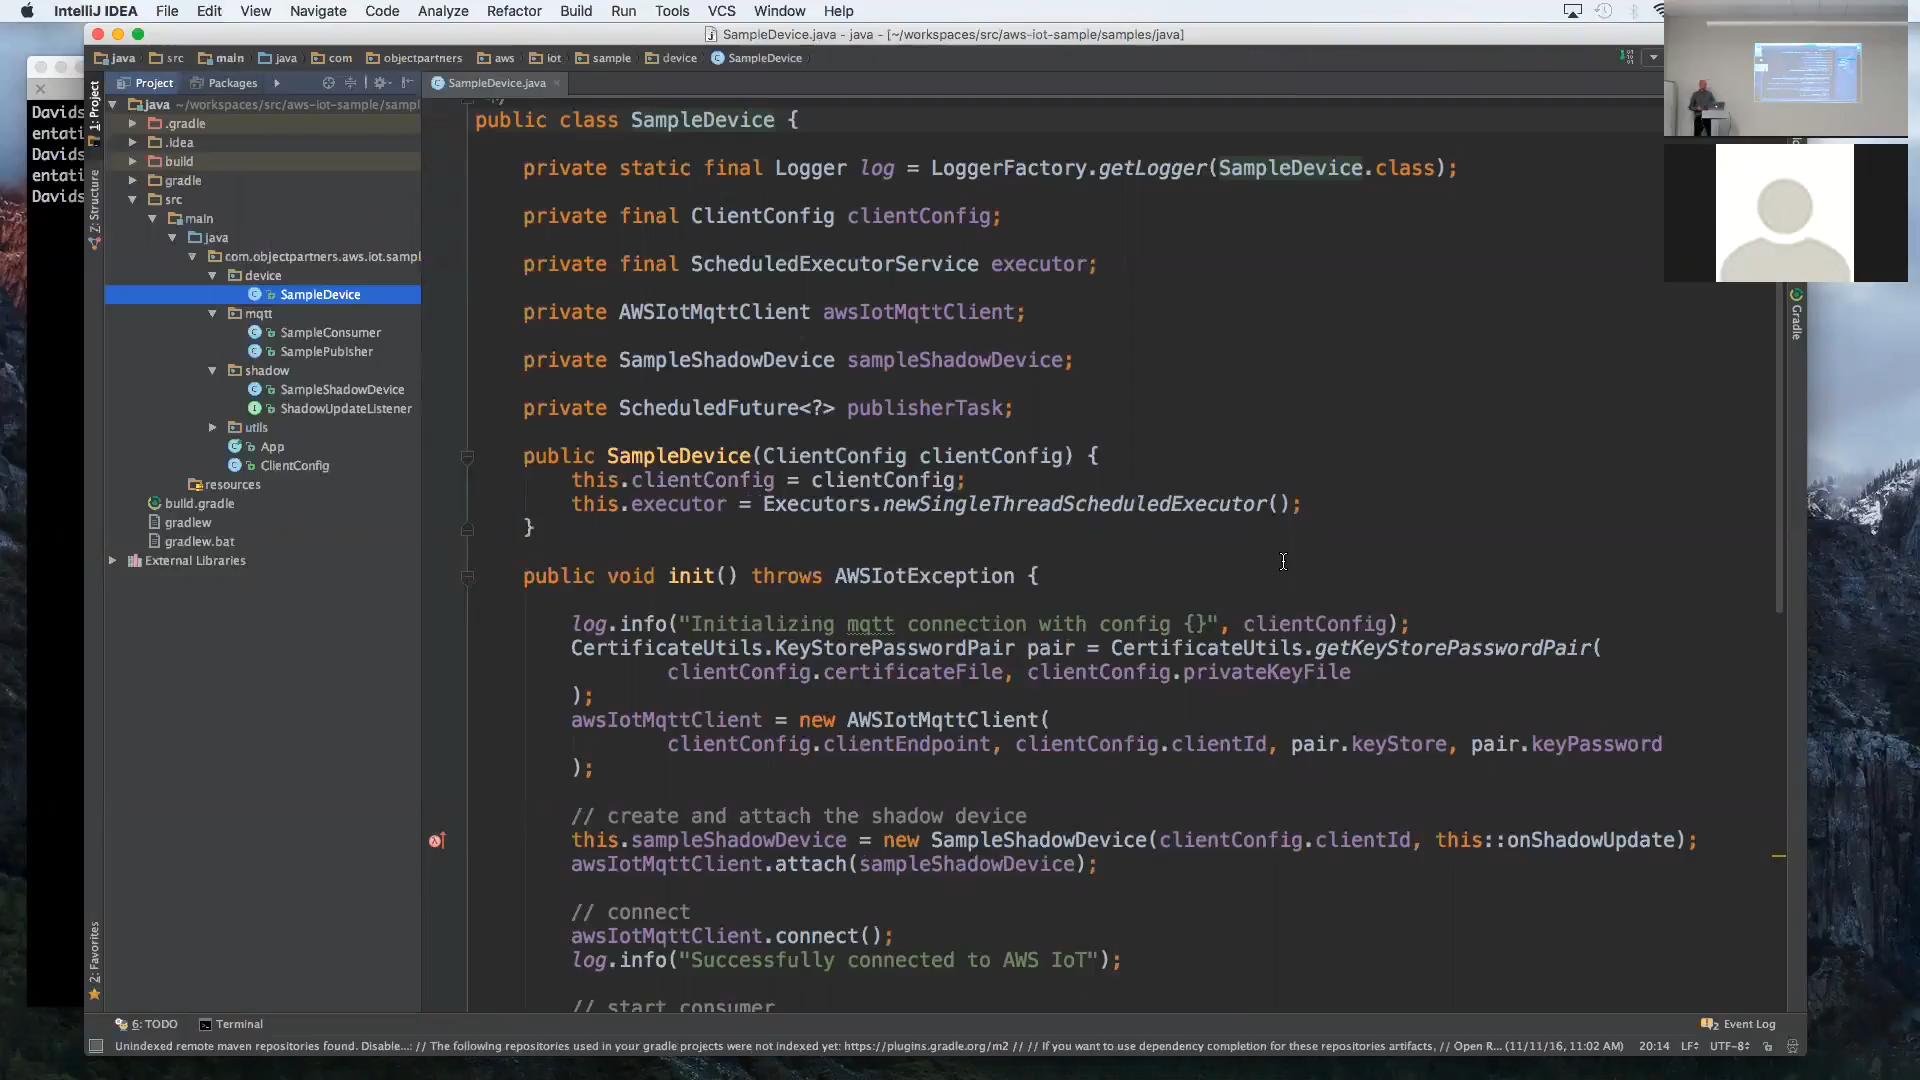 IntelliJ IDEA File Edit View Navigate Code Analyze Refactor Build Run Tools VCS Window Help
SampleDevice.java - java - [~/workspaces/src/aws-iot-sample/samples/java]
java src main java com objectpartners aws iot sample device SampleDevice
Project Packages
SampleDevice.java
1: Project
Z: Structure
2: Favorites
Gradle
Davids
entati
Davids
entati
Davids
java ~/workspaces/src/aws-iot-sample/sampl
.gradle
.idea
build
gradle
src
main
java
com.objectpartners.aws.iot.sampl
device
SampleDevice
mqtt
SampleConsumer
SamplePubisher
shadow
SampleShadowDevice
ShadowUpdateListener
utils
App
ClientConfig
resources
build.gradle
gradlew
gradlew.bat
External Libraries
public class SampleDevice {
private static final Logger log = LoggerFactory.getLogger(SampleDevice.class);
private final ClientConfig clientConfig;
private final ScheduledExecutorService executor;
private AWSIotMqttClient awsIotMqttClient;
private SampleShadowDevice sampleShadowDevice;
private ScheduledFuture<?> publisherTask;
public SampleDevice(ClientConfig clientConfig) {
this.clientConfig = clientConfig;
this.executor = Executors.newSingleThreadScheduledExecutor();
}
public void init() throws AWSIotException {
log.info("Initializing mqtt connection with config {}", clientConfig);
CertificateUtils.KeyStorePasswordPair pair = CertificateUtils.getKeyStorePasswordPair(
clientConfig.certificateFile, clientConfig.privateKeyFile
);
awsIotMqttClient = new AWSIotMqttClient(
clientConfig.clientEndpoint, clientConfig.clientId, pair.keyStore, pair.keyPassword
);
// create and attach the shadow device
this.sampleShadowDevice = new SampleShadowDevice(clientConfig.clientId, this::onShadowUpdate);
awsIotMqttClient.attach(sampleShadowDevice);
// connect
awsIotMqttClient.connect();
log.info("Successfully connected to AWS IoT");
// start consumer
6: TODO Terminal Event Log
Unindexed remote maven repositories found. Disable...: // The following repositories used in your gradle projects were not indexed yet: https://plugins.gradle.org/m2 // // If you want to use dependency completion for these repositories artifacts, // Open R... (11/11/16, 11:02 AM) 20:14 LF UTF-8